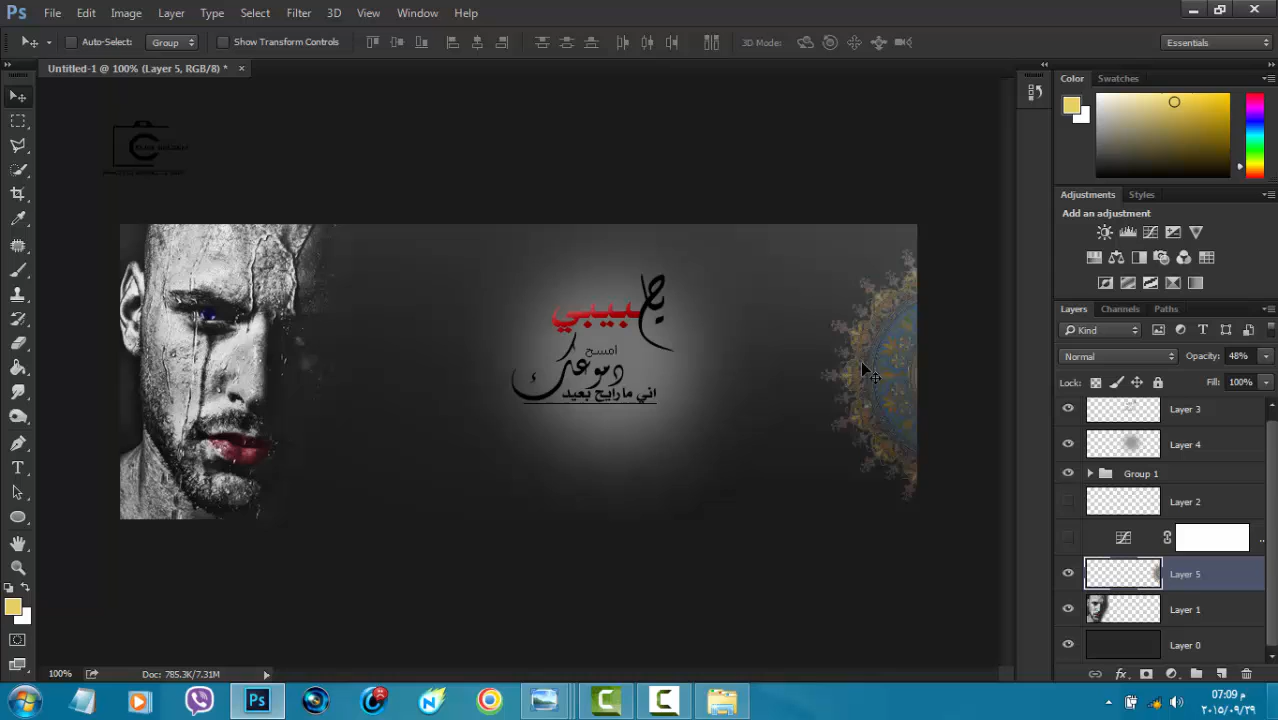 File Edit Image Layer Type Select Filter 3D View Window Help
Auto-Select: Group Show Transform Controls 3D Mode: Essentials
Untitled-1 @ 100% (Layer 5, RGB/8) * ×
Color Swatches
Adjustments Styles
Add an adjustment
Layers Channels Paths
Kind
Normal Opacity: 48%
Lock: Fill: 100%
Layer 3
Layer 4
Group 1
Layer 2
Layer 5
Layer 1
Layer 0
يا
حبيبي
امسح
دموعك
اني مارايح بعيد
100% Doc: 785.3K/7.31M
07:09 م
٢٠١٥/٠٩/٢٩